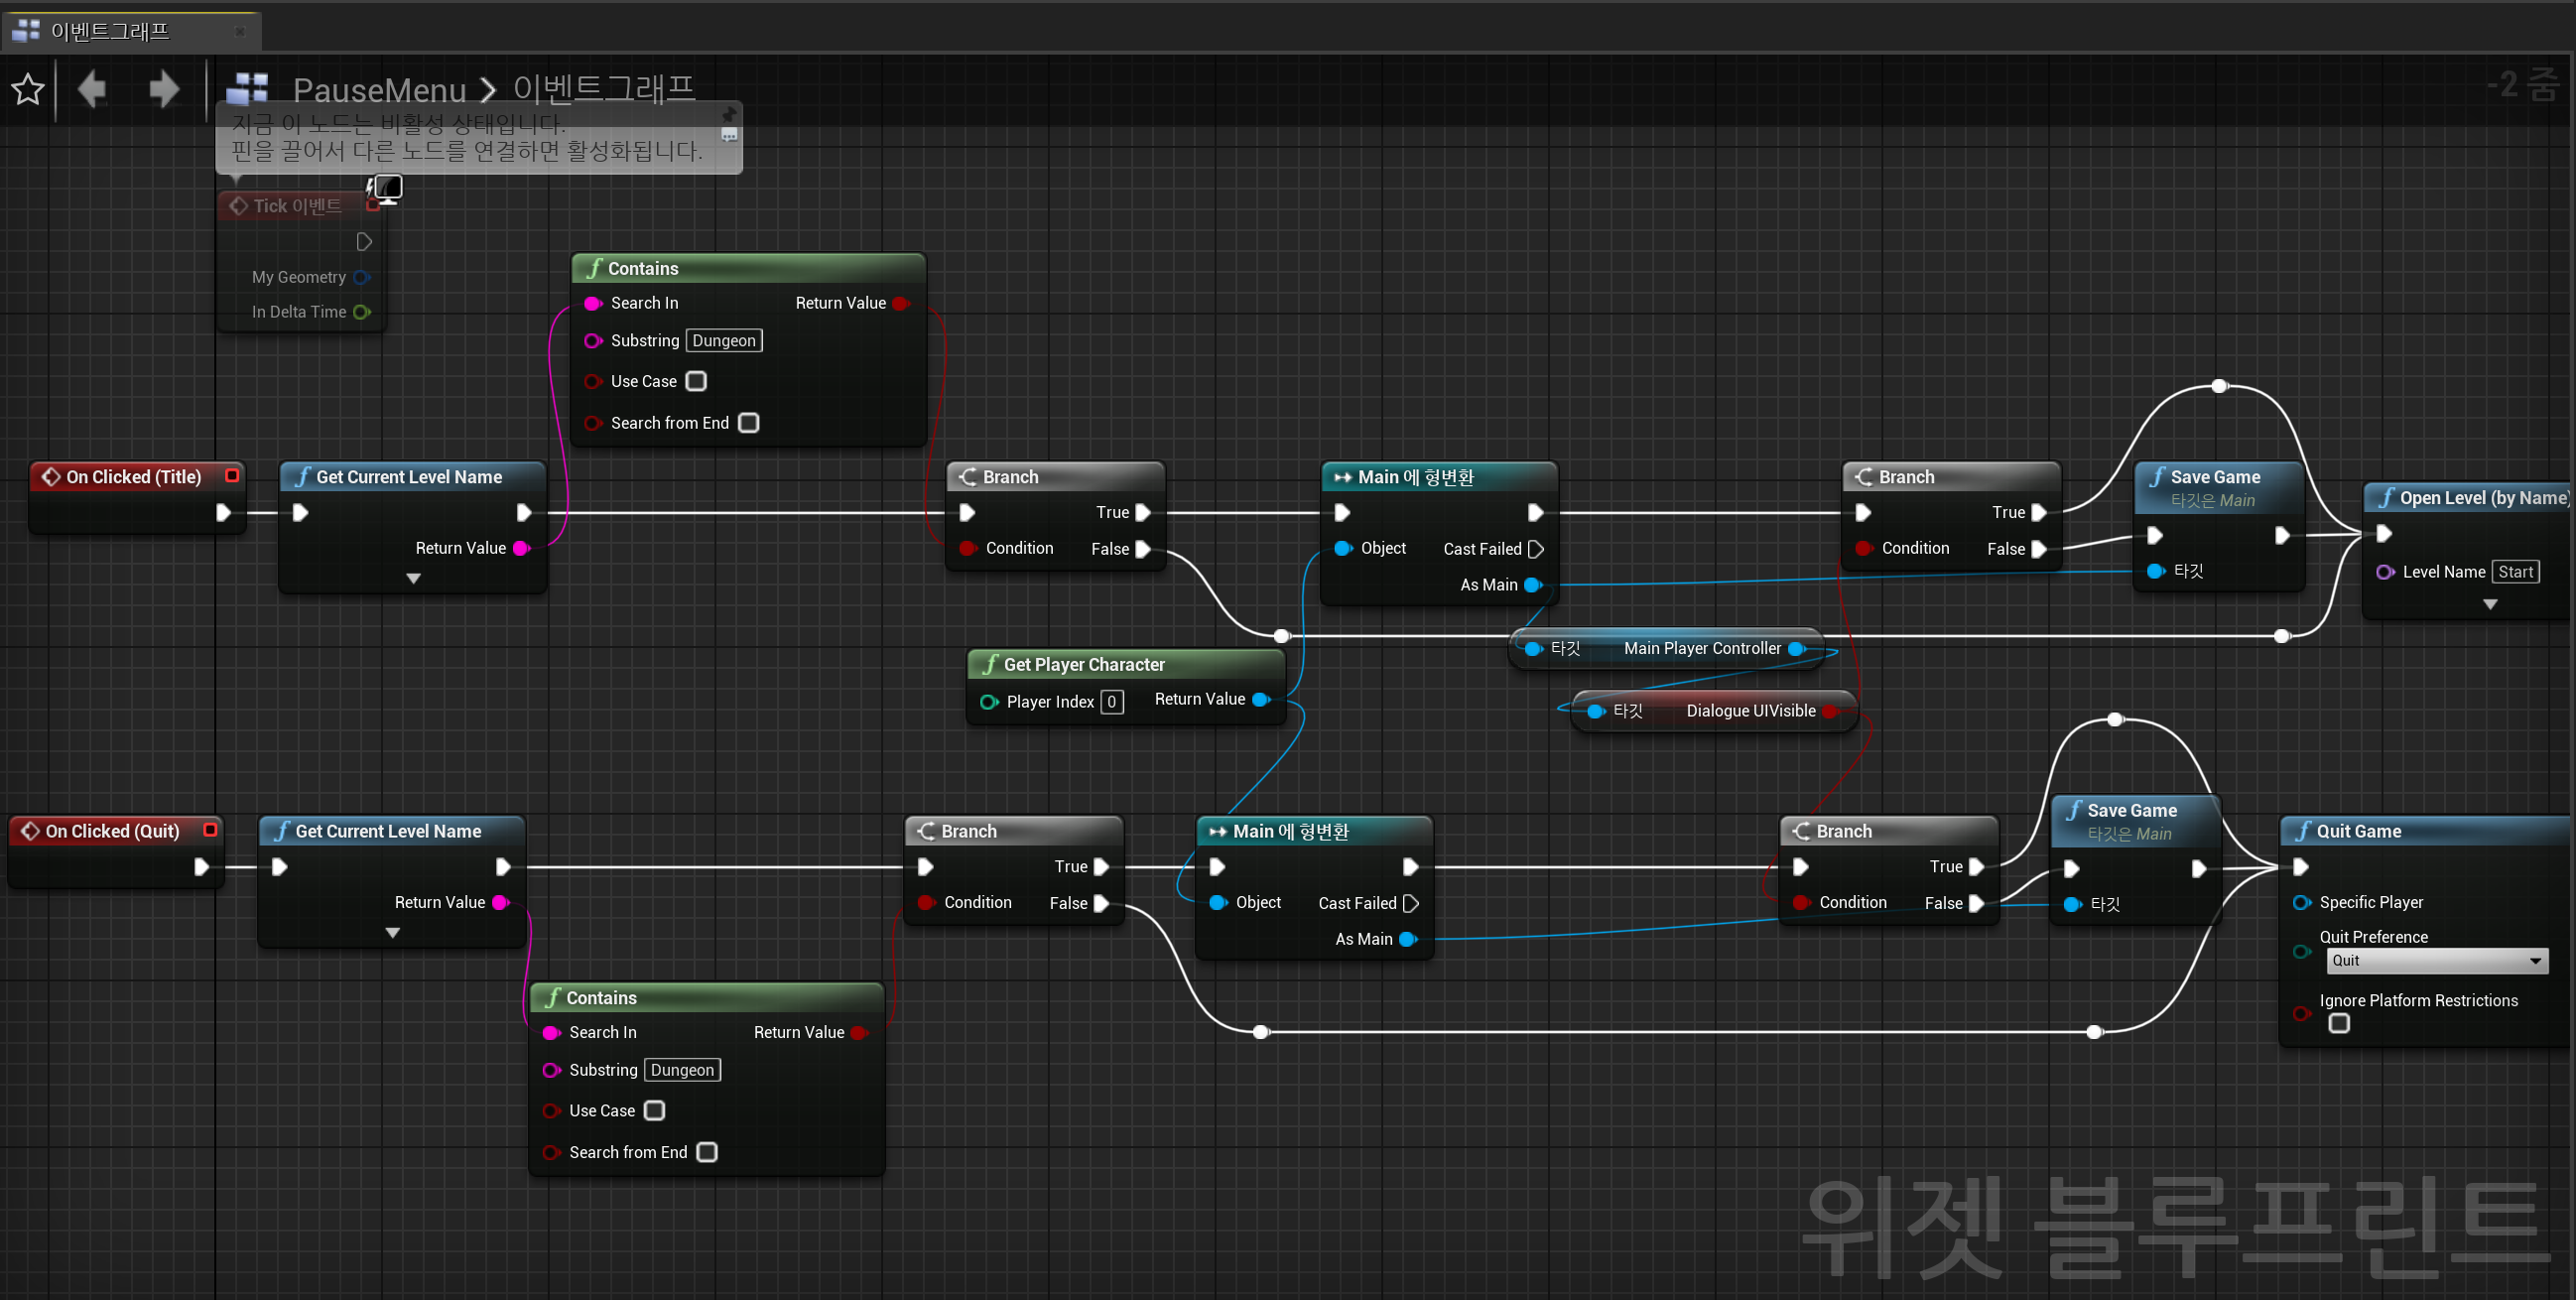 이벤트그래프
PauseMenu > 이벤트그래프
-2 줌
지금 이 노드는 비활성 상태입니다.
핀을 끌어서 다른 노드를 연결하면 활성화됩니다.
Tick 이벤트
My Geometry
In Delta Time
Contains
Search In
Return Value
Substring Dungeon
Use Case
Search from End
On Clicked (Title)
Get Current Level Name
Return Value
Branch
True
Condition
False
Main 에 형변환
Object
Cast Failed
As Main
Branch
True
Condition
False
Save Game
타깃은 Main
타깃
Open Level (by Name)
Level Name Start
타깃
Main Player Controller
Get Player Character
Player Index 0
Return Value
타깃
Dialogue UIVisible
On Clicked (Quit)
Get Current Level Name
Return Value
Branch
True
Condition
False
Main 에 형변환
Object
Cast Failed
As Main
Branch
True
Condition
False
Save Game
타깃은 Main
타깃
Quit Game
Specific Player
Quit Preference
Quit
Ignore Platform Restrictions
Contains
Search In
Return Value
Substring Dungeon
Use Case
Search from End
위젯 블루프린트